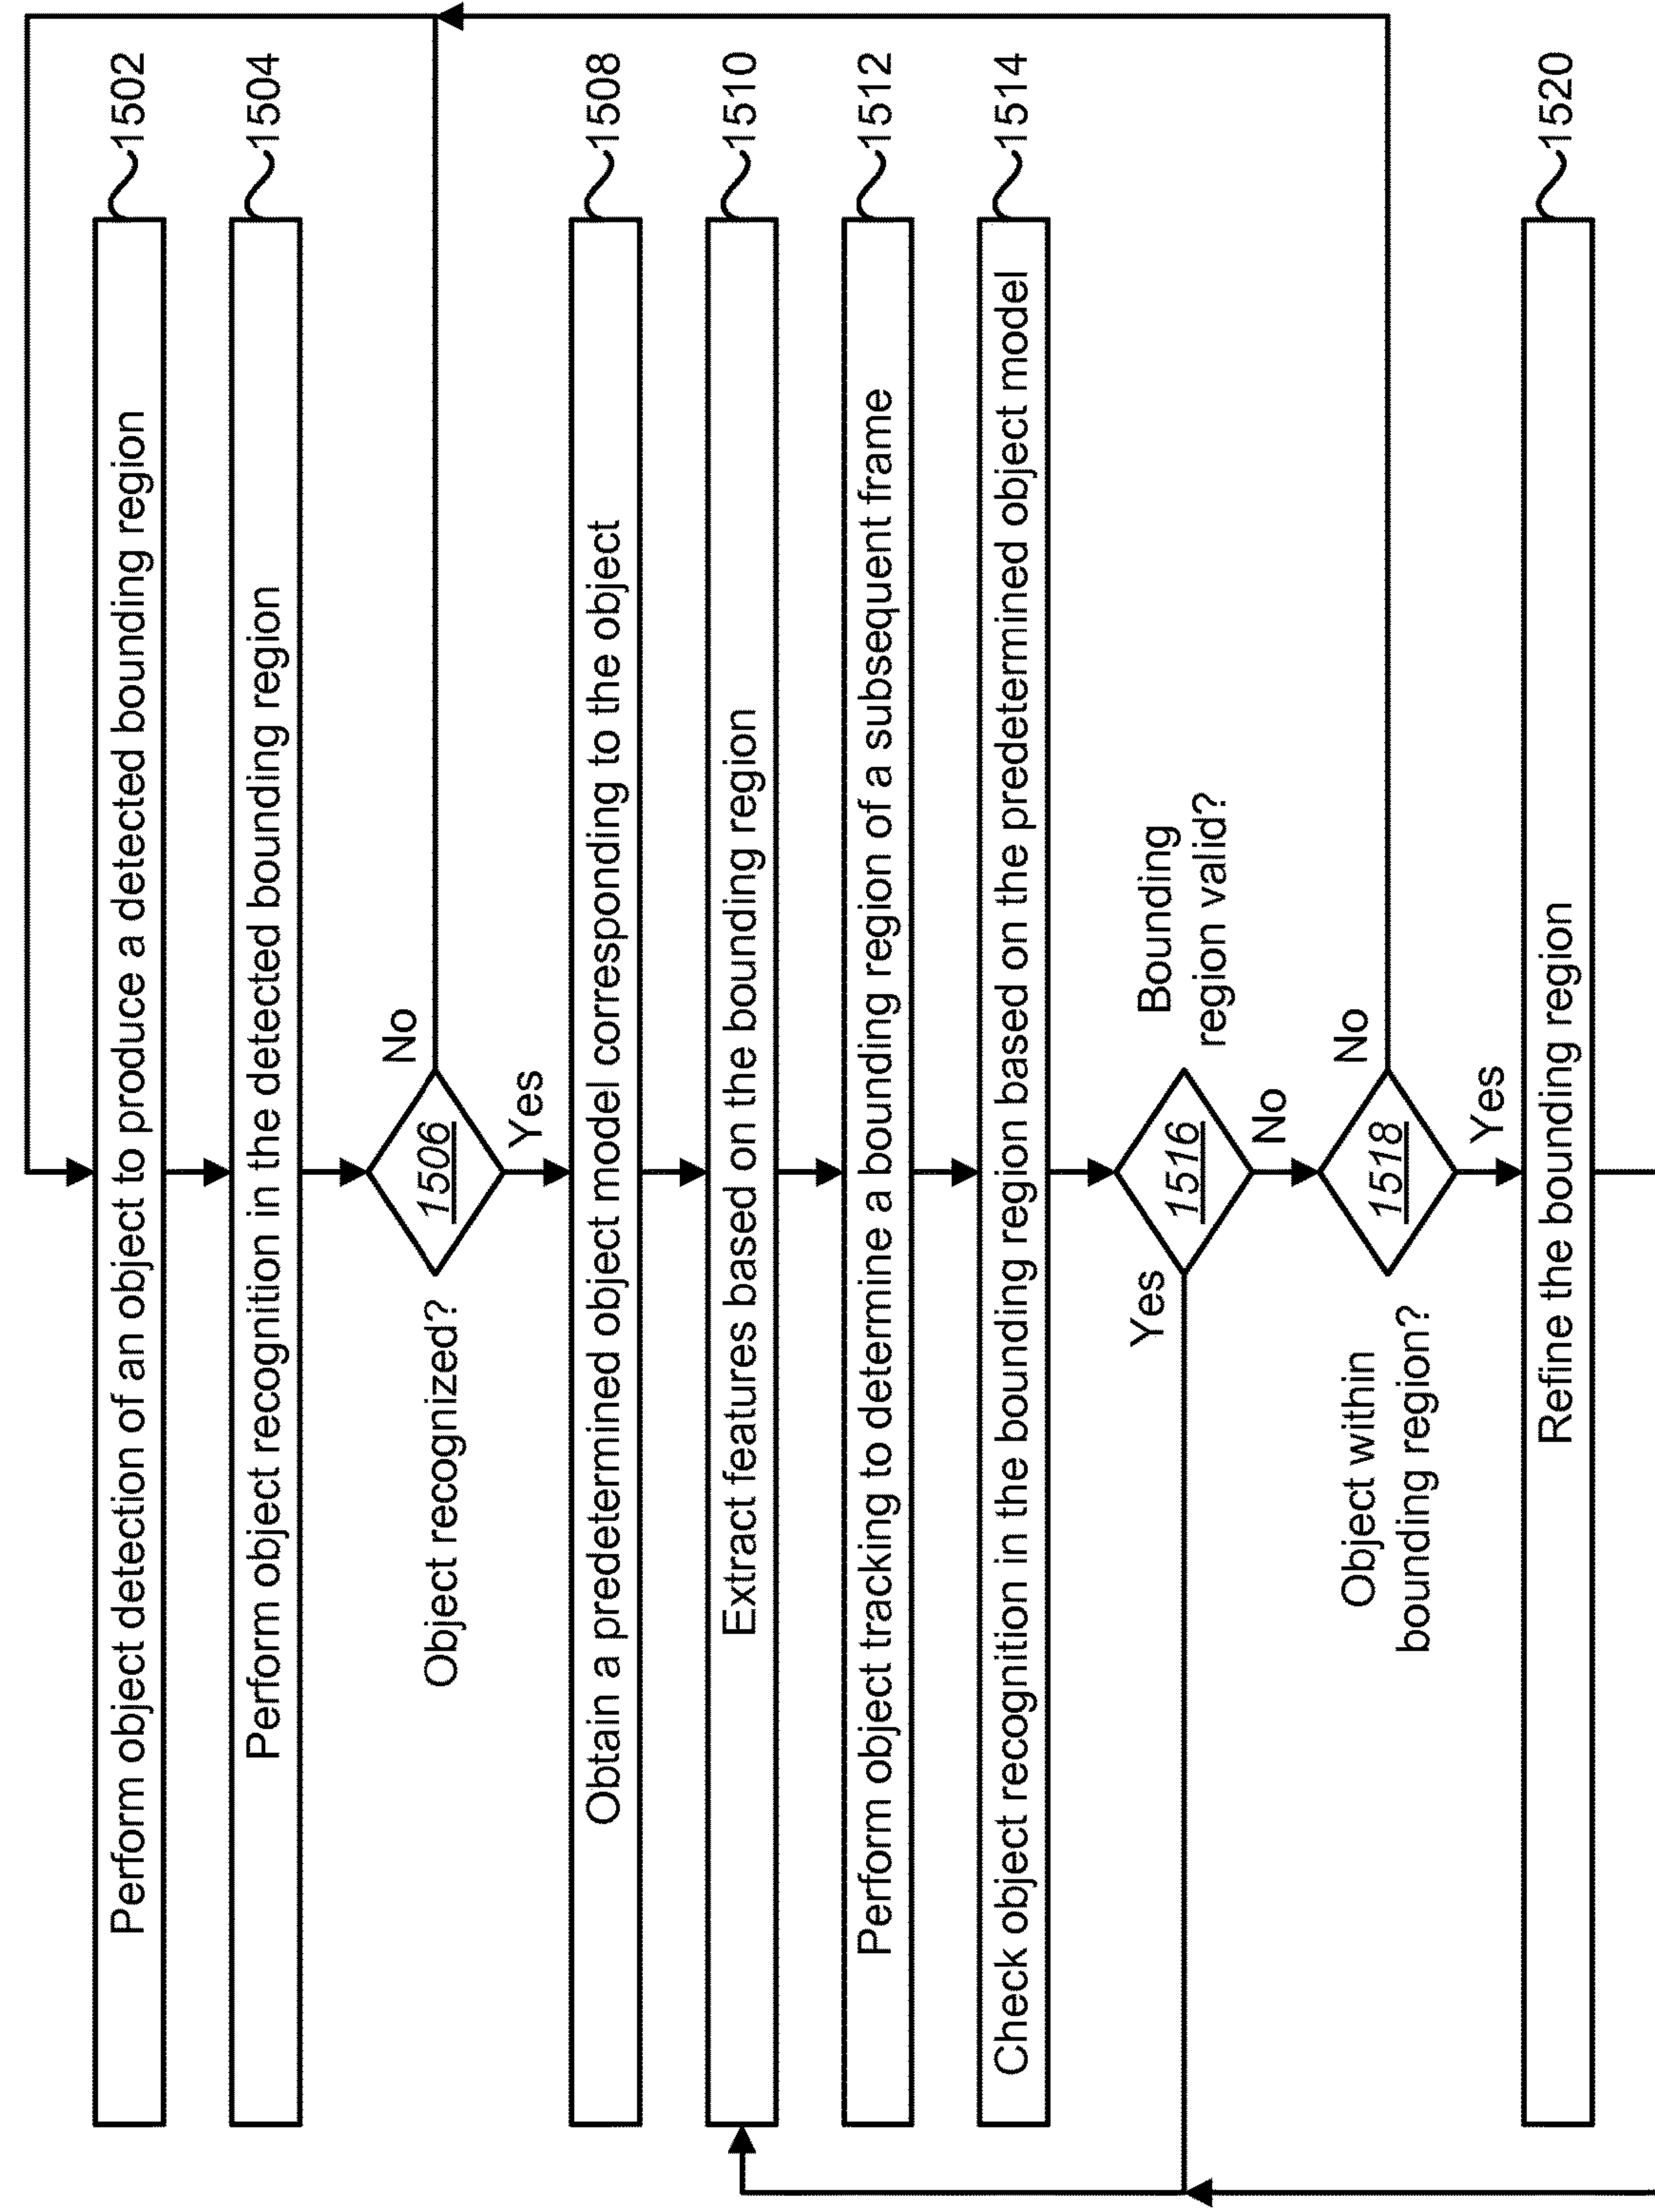 Perform object detection of an object to produce a detected bounding region
1502
Perform object recognition in the detected bounding region
1504
Object recognized?
1506
No
Yes
Obtain a predetermined object model corresponding to the object
1508
Extract features based on the bounding region
1510
Perform object tracking to determine a bounding region of a subsequent frame
1512
Check object recognition in the bounding region based on the predetermined object model
1514
Yes
1516
Bounding
region valid?
No
Object within
bounding region?
1518
No
Yes
Refine the bounding region
1520